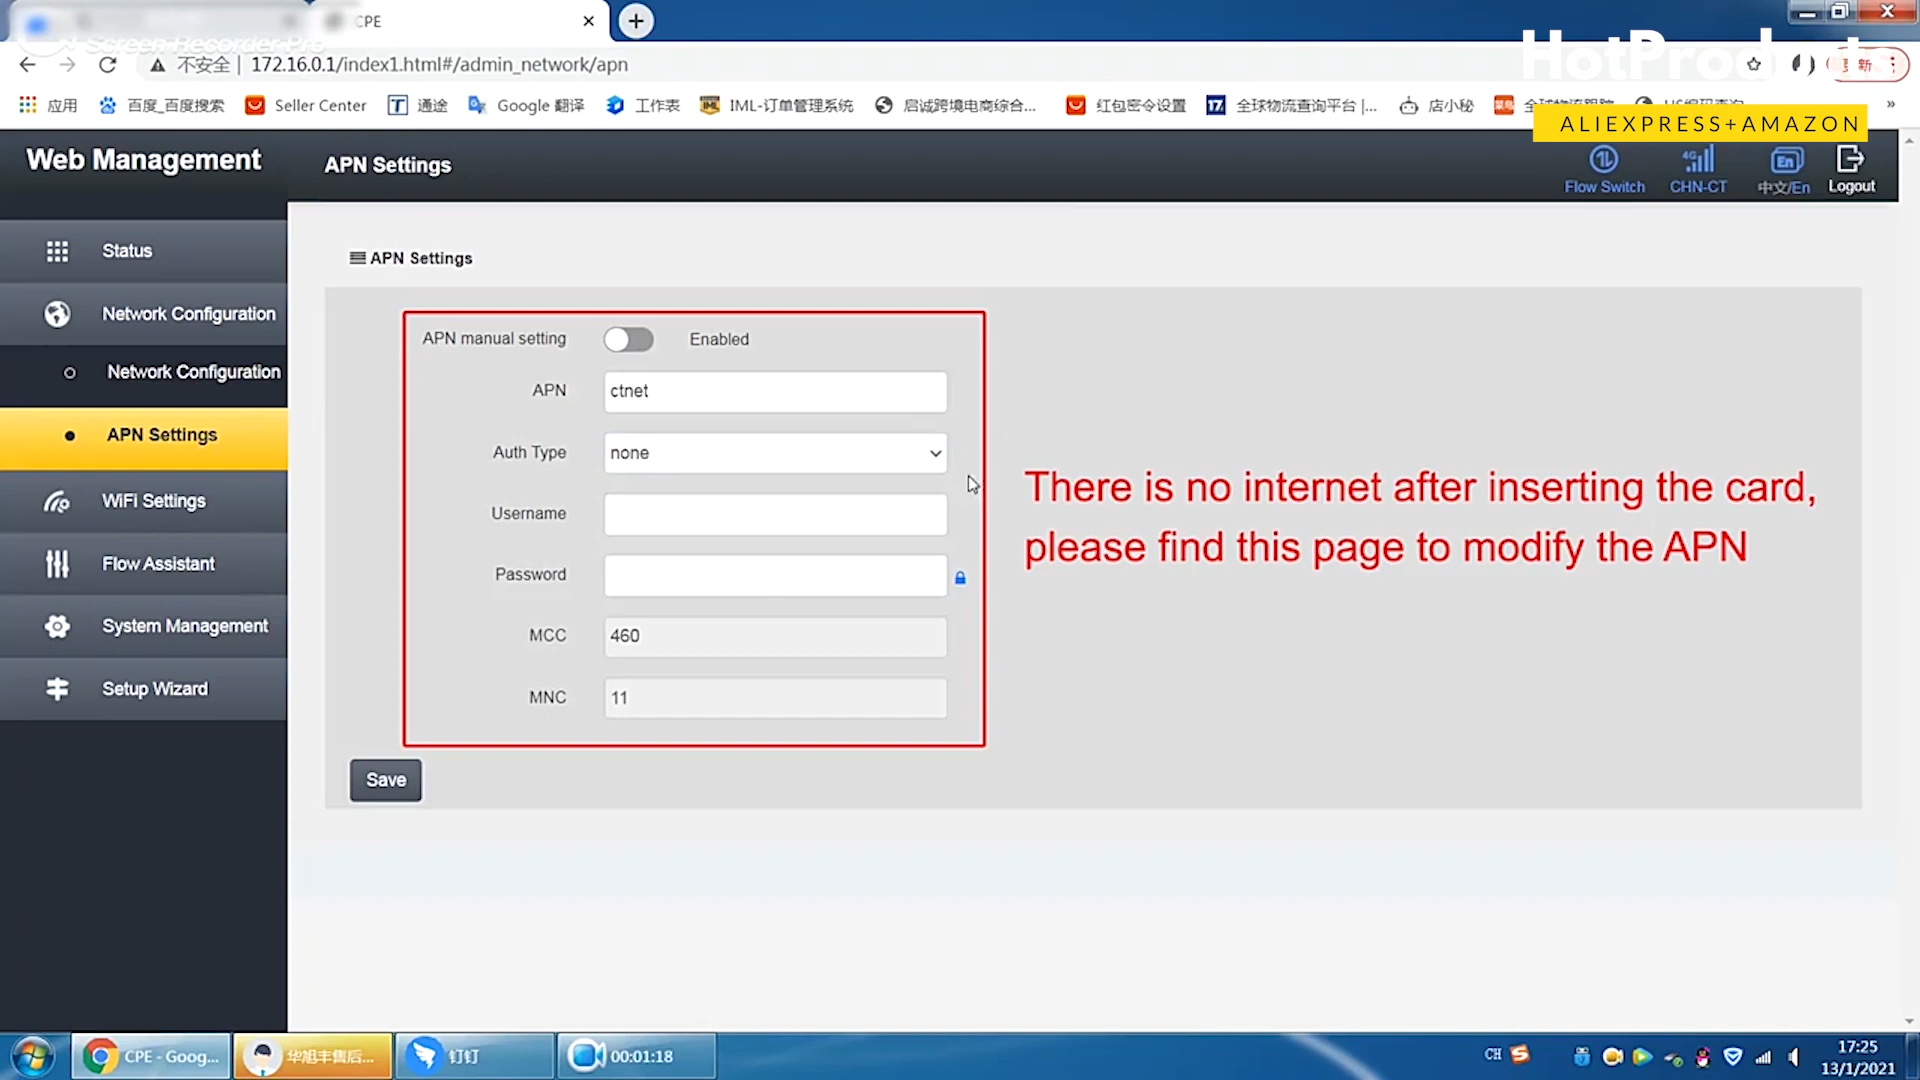 CPE
Screen Recorder Pro
不安全 | 172.16.0.1/index1.html#/admin_network/apn
HotProducts
更新
应用 百度_百度搜索 Seller Center 通途 Google 翻译 工作表 IML-订单管理系统 启诚跨境电商综合... 红包密令设置 全球物流查询平台 |... 店小秘
ALIEXPRESS+AMAZON
Web Management
APN Settings
Flow Switch CHN-CT 中文/En Logout
Status
APN Settings
Network Configuration
APN manual setting Enabled
Network Configuration
APN ctnet
APN Settings
Auth Type none
WiFi Settings
Username
There is no internet after inserting the card,
please find this page to modify the APN
Flow Assistant
Password
System Management
MCC 460
Setup Wizard
MNC 11
Save
CPE - Goog... 华旭丰售后... 钉钉 00:01:18
CH
17:25
13/1/2021